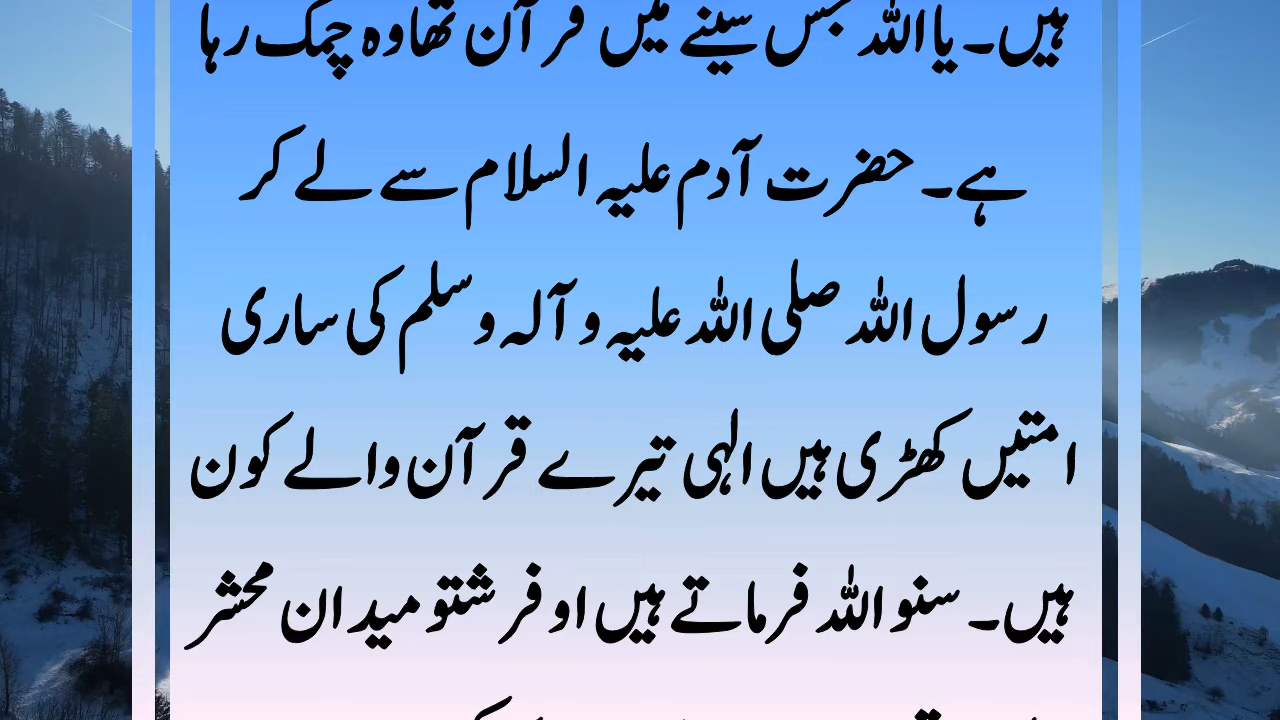 ہیں۔ یا اللہ جس سینے میں قرآن تھا وہ چمک رہا
ہے۔ حضرت آدم علیہ السلام سے لے کر
رسول اللہ صلی اللہ علیہ و آلہ و سلم کی ساری
امتیں کھڑی ہیں الہی تیرے قرآن والے کون
ہیں۔ سنو اللہ فرماتے ہیں او فرشتو میدان محشر